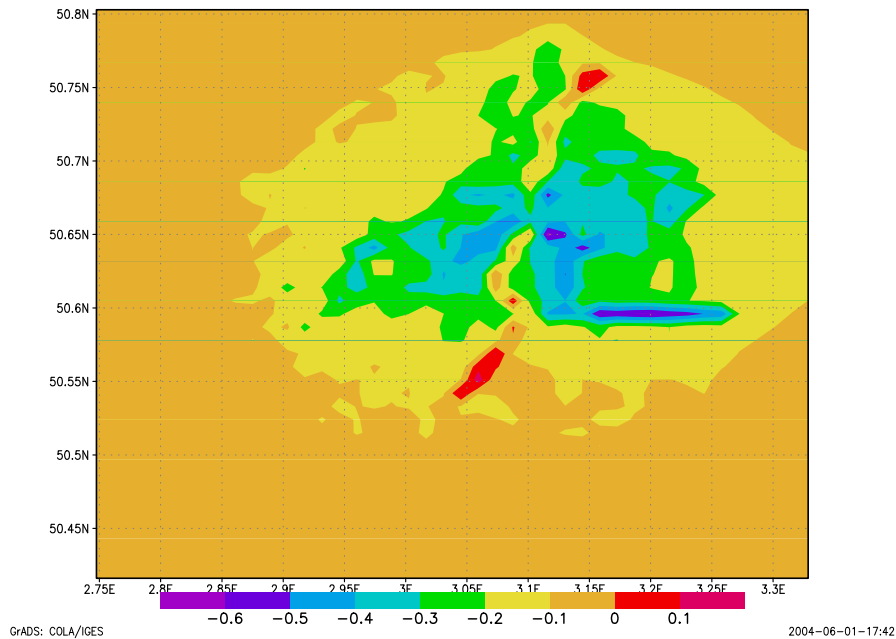 50.8N
50.75N
50.7N
50.65N
50.6N
50.55N
50.5N
50.45N
2.75E 2.8E 2.85E 2.9E 2.95E 3E 3.05E 3.1E 3.15E 3.2E 3.25E 3.3E
-0.6 -0.5 -0.4 -0.3 -0.2 -0.1 0 0.1
GrADS: COLA/IGES 2004-06-01-17:42